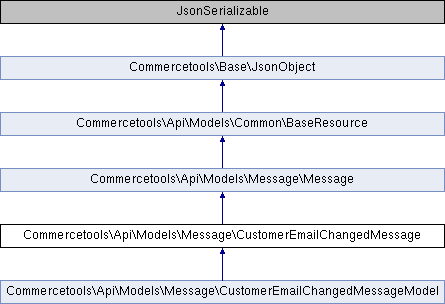 JsonSerializable
Commercetools\Base\JsonObject
Commercetools\Api\Models\Common\BaseResource
Commercetools\Api\Models\Message\Message
Commercetools\Api\Models\Message\CustomerEmailChangedMessage
Commercetools\Api\Models\Message\CustomerEmailChangedMessageModel